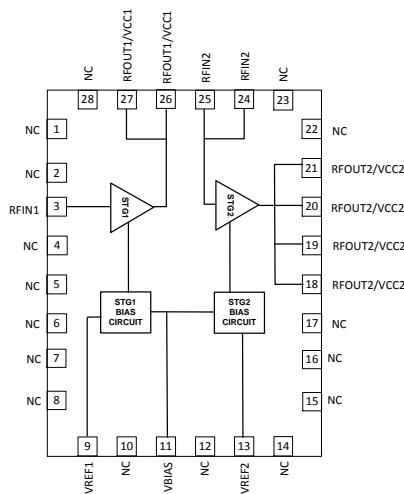 NC
RFOUT1/VCC1
RFOUT1/VCC1
RFIN2
RFIN2
NC
28
27
26
25
24
23
NC 1
NC 2
RFIN1 3
NC 4
NC 5
NC 6
NC 7
NC 8
22 NC
21 RFOUT2/VCC2
20 RFOUT2/VCC2
19 RFOUT2/VCC2
18 RFOUT2/VCC2
17 NC
16 NC
15 NC
STG1
STG2
STG1
BIAS
CIRCUIT
STG2
BIAS
CIRCUIT
9
10
11
12
13
14
VREF1
NC
VBIAS
NC
VREF2
NC